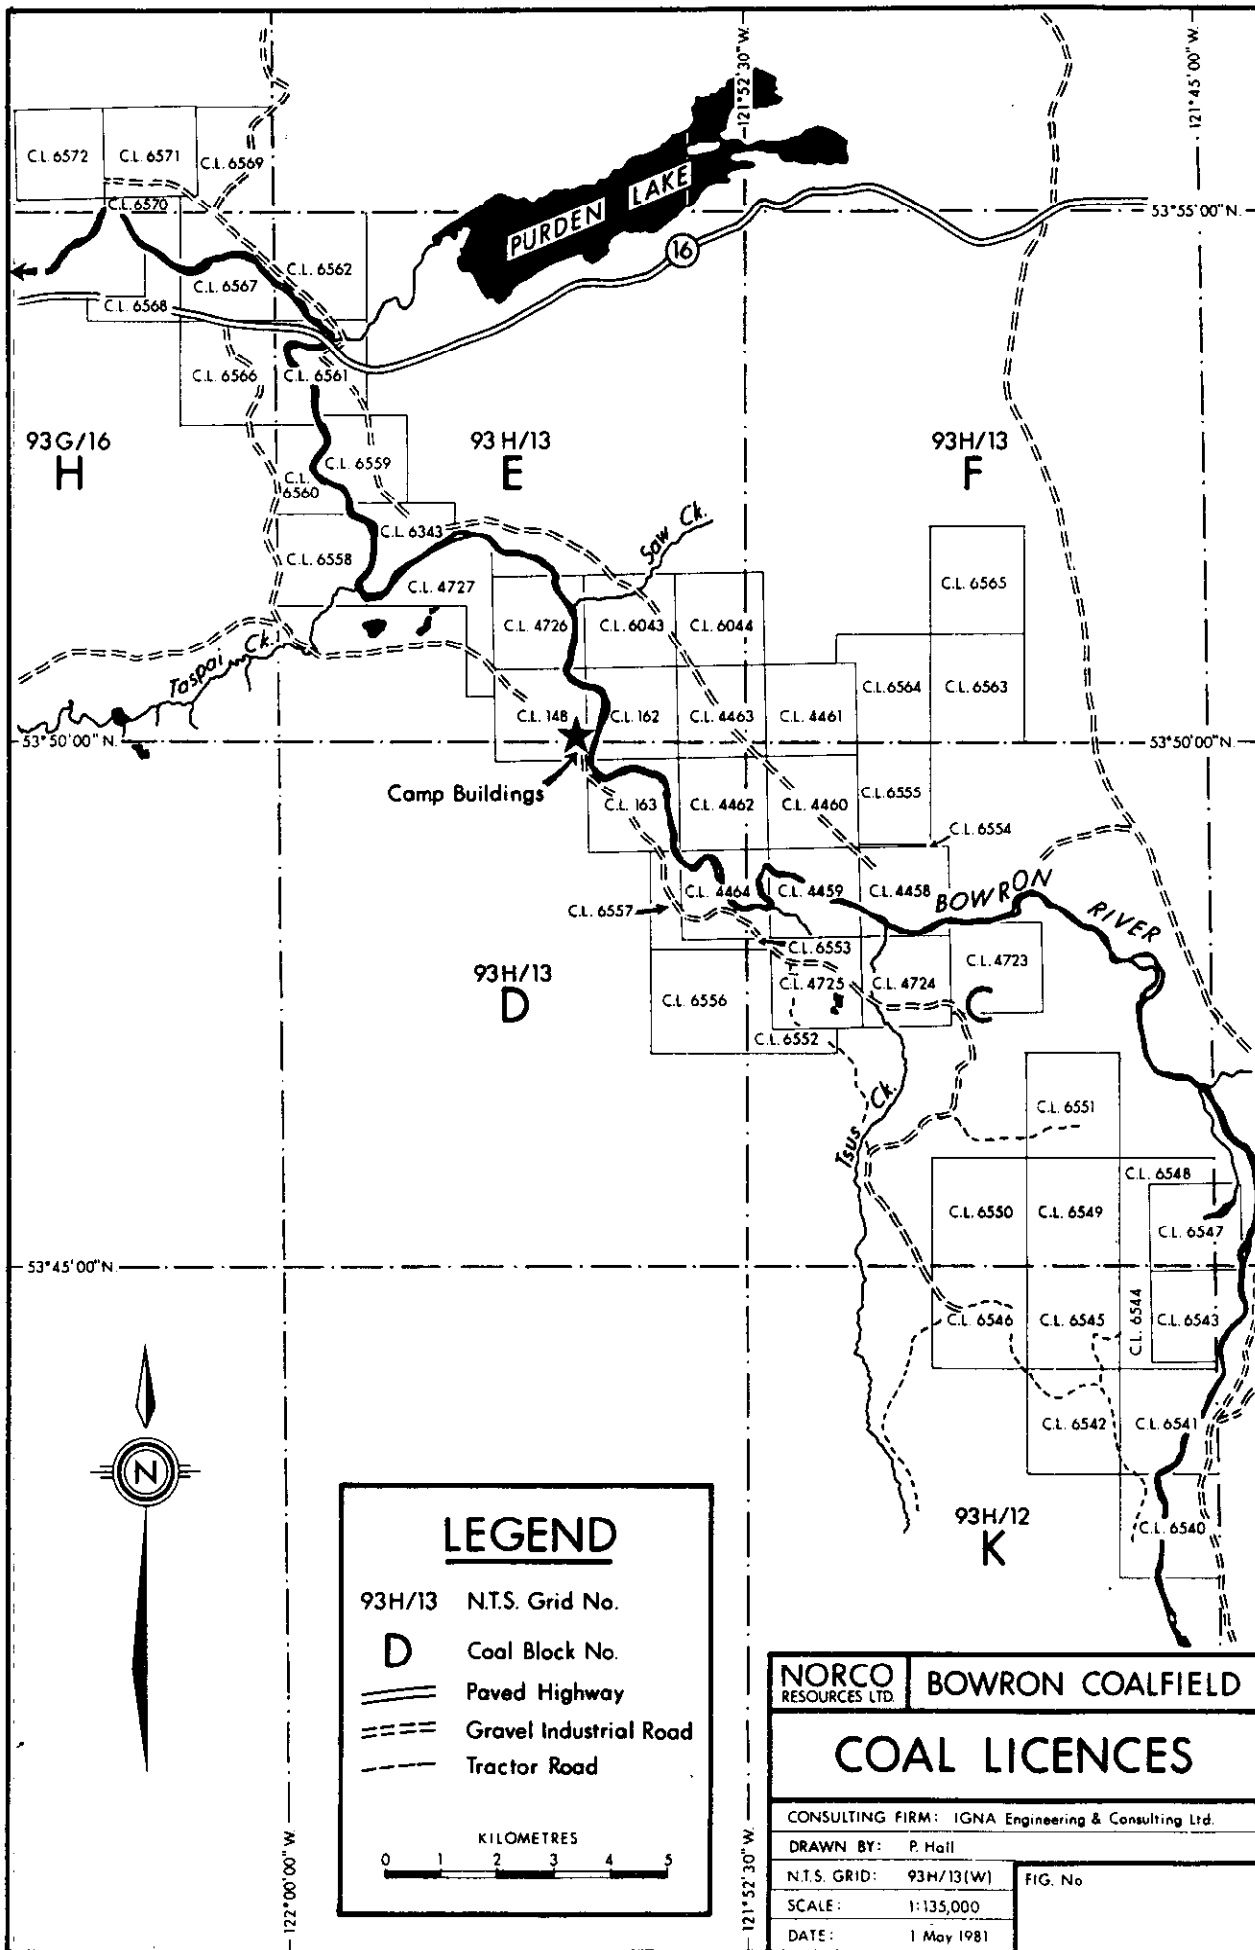 121°52'30" W.
121°45'00" W.
C.L. 6572
C.L. 6571
C.L. 6569
C.L. 6570
PURDEN LAKE
53°55'00" N.
16
C.L. 6562
C.L. 6567
C.L. 6568
C.L. 6566
C.L. 6561
93G/16
H
93H/13
E
93H/13
F
C.L. 6559
C.L. 6560
C.L. 6343
Saw Ck.
C.L. 6558
C.L. 4727
C.L. 6565
C.L. 4726
C.L. 6043
C.L. 6044
Taspai Ck.
C.L. 6564
C.L. 6563
C.L. 148
C.L. 162
C.L. 4463
C.L. 4461
53°50'00" N.
53°50'00" N.
Camp Buildings
C.L. 163
C.L. 4462
C.L. 4460
C.L. 6555
C.L. 6554
C.L. 4464
C.L. 4459
C.L. 4458
BOWRON RIVER
C.L. 6557
C.L. 6553
93H/13
D
C.L. 6556
C.L. 4725
C.L. 4724
C.L. 4723
C
C.L. 6552
Tsus Ck.
C.L. 6551
C.L. 6548
C.L. 6550
C.L. 6549
C.L. 6547
53°45'00" N.
C.L. 6546
C.L. 6545
C.L. 6544
C.L. 6543
C.L. 6542
C.L. 6541
N
93H/12
K
C.L. 6540
LEGEND
93H/13 N.T.S. Grid No.
D Coal Block No.
Paved Highway
Gravel Industrial Road
Tractor Road
KILOMETRES
0 1 2 3 4 5
122°00'00" W.
121°52'30" W.
NORCO
RESOURCES LTD.
BOWRON COALFIELD
COAL LICENCES
CONSULTING FIRM: IGNA Engineering & Consulting Ltd.
DRAWN BY: P. Hall
N.T.S. GRID: 93H/13(W)
FIG. No
SCALE: 1:135,000
DATE: 1 May 1981